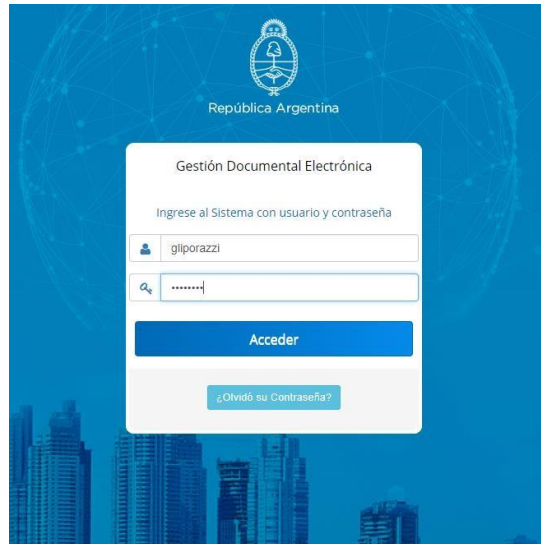 República Argentina
Gestión Documental Electrónica
Ingrese al Sistema con usuario y contraseña
gliporazzi
••••••••
Acceder
¿Olvidó su Contraseña?